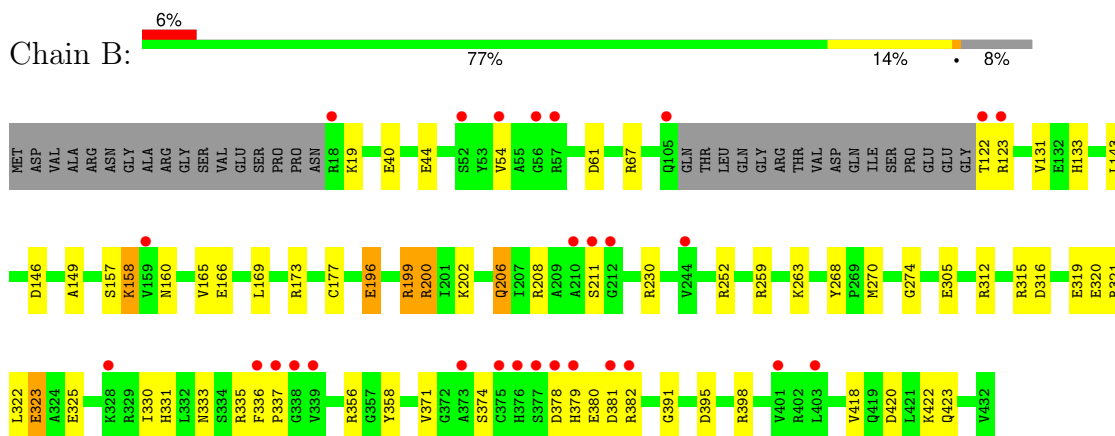 6%
Chain B:
77% 14% • 8%
MET ASP VAL ALA ARG ASN GLY ALA ARG GLY SER VAL GLU SER PRO PRO ASN R18 K19 E40 E44 S52 Y53 V54 A55 G56 R57 D61 R67 Q105 GLN THR LEU GLN GLY ARG THR VAL ASP GLN ILE SER PRO GLU GLU GLY T122 R123 V131 E132 H133 L143
D146 A149 S157 K158 V159 N160 V165 E166 L169 R173 C177 E196 R199 R200 I201 K202 Q206 I207 R208 A209 A210 S211 G212 R230 V244 R252 R259 K263 Y268 P269 M270 G274 E305 R312 R315 D316 E319 E320 R321
L322 E323 A324 E325 K328 R329 I330 H331 L332 N333 S334 R335 F336 P337 G338 V339 R356 G357 Y358 V371 G372 A373 S374 C375 H376 S377 D378 H379 E380 D381 R382 G391 D395 R398 V401 R402 L403 V418 Q419 D420 L421 K422 Q423 V432